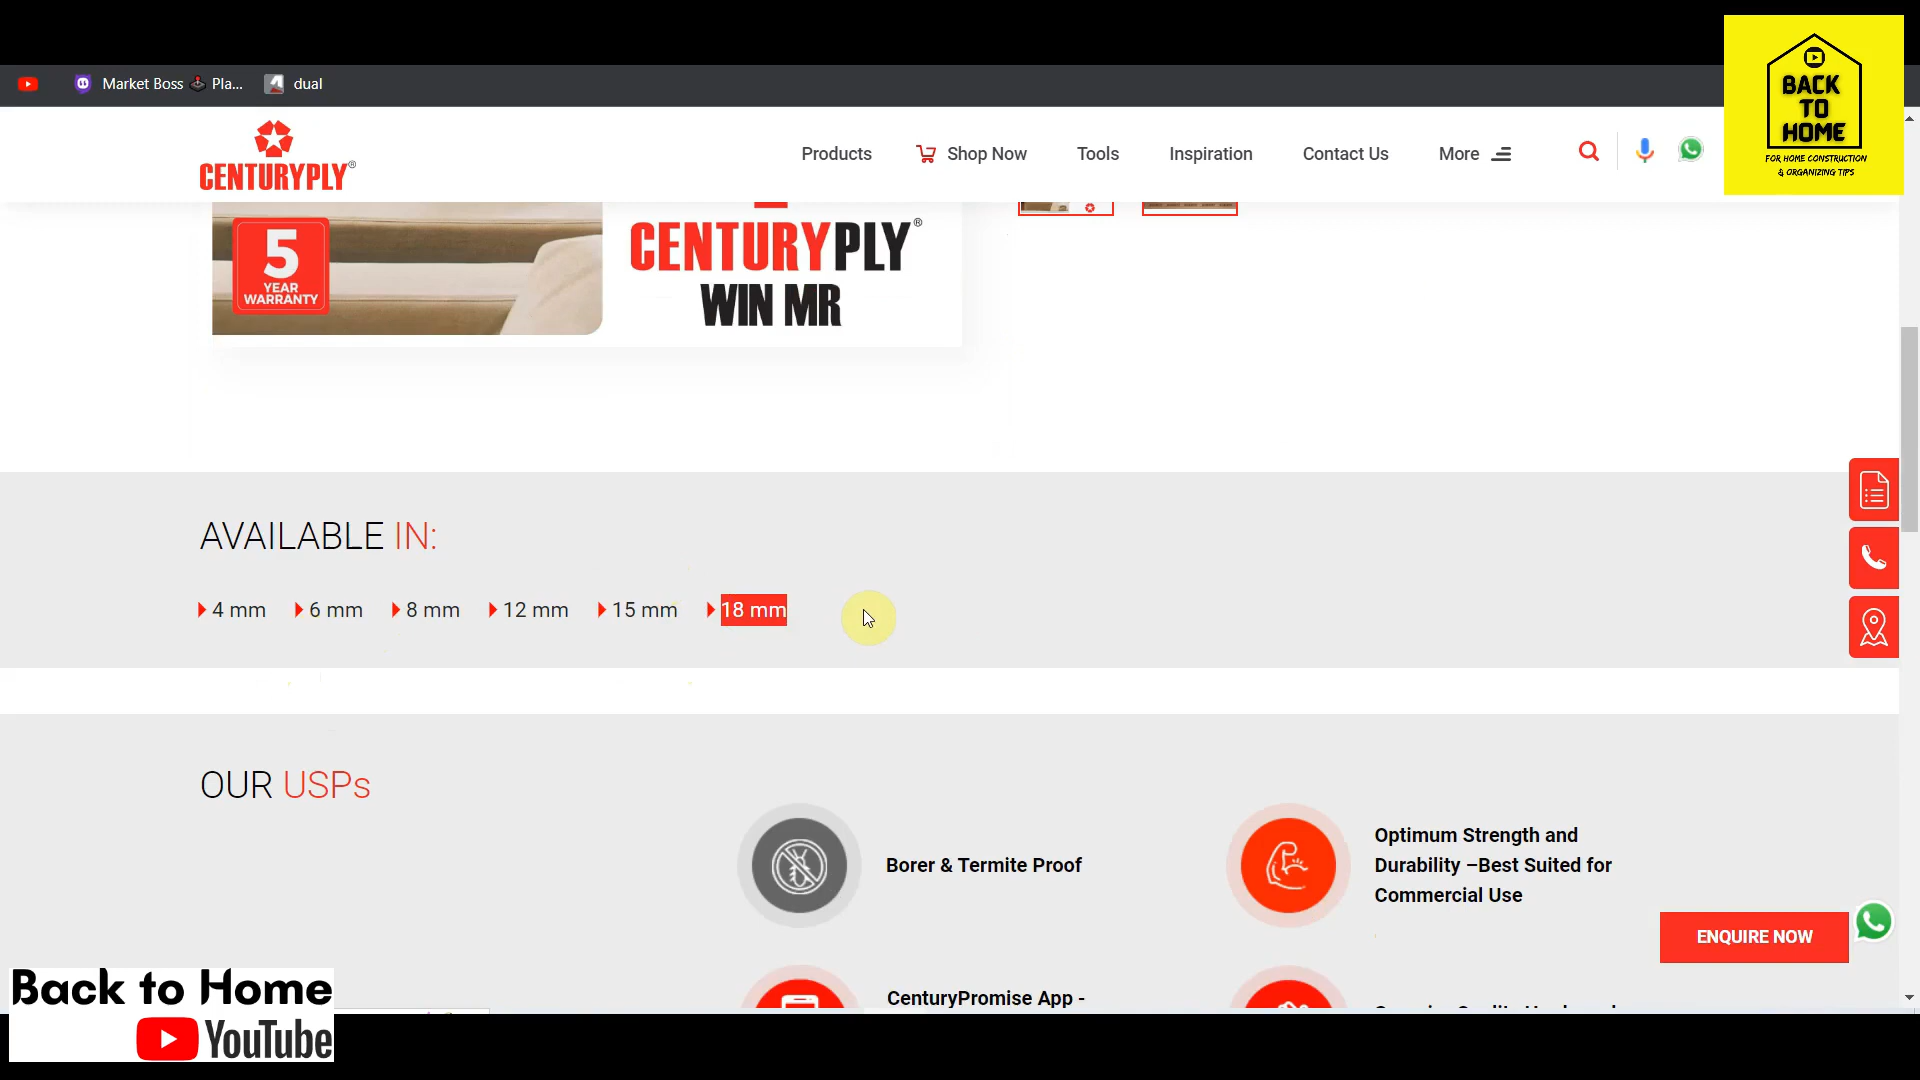 Market Boss Pla...
dual
BACK
TO
HOME
FOR HOME CONSTRUCTION
& ORGANIZING TIPS
CENTURYPLY®
Products
Shop Now
Tools
Inspiration
Contact Us
More
5
YEAR
WARRANTY
CENTURYPLY®
WIN MR
AVAILABLE IN:
4 mm
6 mm
8 mm
12 mm
15 mm
18 mm
OUR USPs
Borer & Termite Proof
Optimum Strength and
Durability –Best Suited for
Commercial Use
ENQUIRE NOW
CenturyPromise App -
Back to Home
YouTube